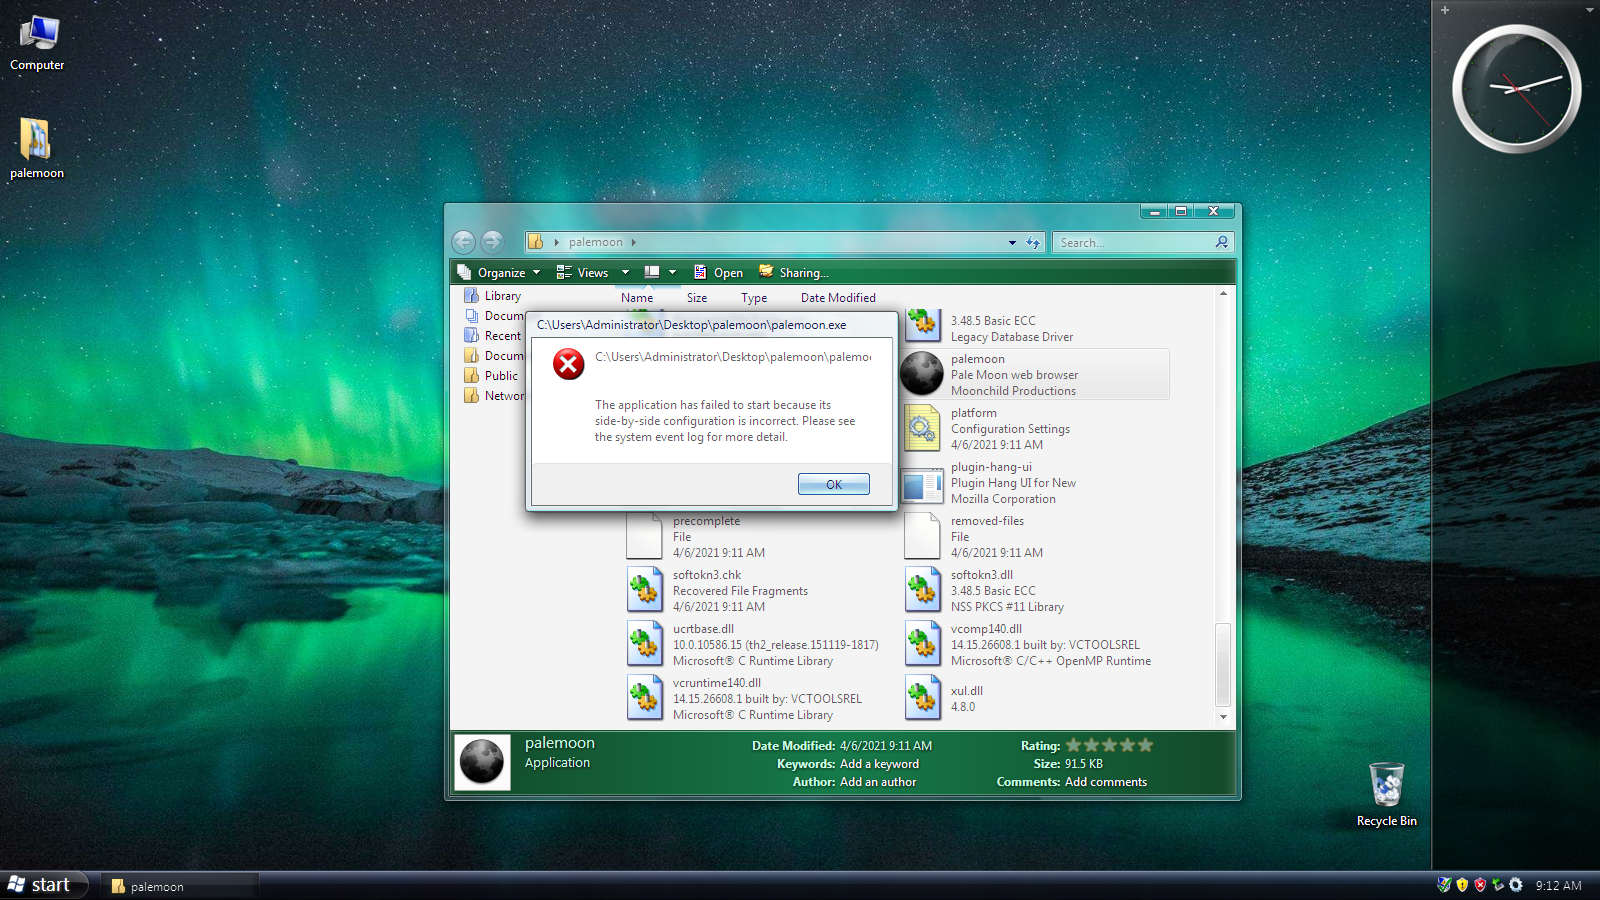 Computer
palemoon
palemoon
Search...
Organize
Views
Open
Sharing...
Library
Docum
Recent
Docum
Public
Networ
Name
Size
Type
Date Modified
3.48.5 Basic ECC
Legacy Database Driver
palemoon
Pale Moon web browser
Moonchild Productions
platform
Configuration Settings
4/6/2021 9:11 AM
plugin-hang-ui
Plugin Hang UI for New
Mozilla Corporation
C:\Users\Administrator\Desktop\palemoon\palemoon.exe
C:\Users\Administrator\Desktop\palemoon\palemoo
The application has failed to start because its
side-by-side configuration is incorrect. Please see
the system event log for more detail.
OK
precomplete
File
4/6/2021 9:11 AM
removed-files
File
4/6/2021 9:11 AM
softokn3.chk
Recovered File Fragments
4/6/2021 9:11 AM
softokn3.dll
3.48.5 Basic ECC
NSS PKCS #11 Library
ucrtbase.dll
10.0.10586.15 (th2_release.151119-1817)
Microsoft® C Runtime Library
vcomp140.dll
14.15.26608.1 built by: VCTOOLSREL
Microsoft® C/C++ OpenMP Runtime
vcruntime140.dll
14.15.26608.1 built by: VCTOOLSREL
Microsoft® C Runtime Library
xul.dll
4.8.0
palemoon
Application
Date Modified: 4/6/2021 9:11 AM
Keywords: Add a keyword
Author: Add an author
Rating:
Size: 91.5 KB
Comments: Add comments
Recycle Bin
start
palemoon
9:12 AM